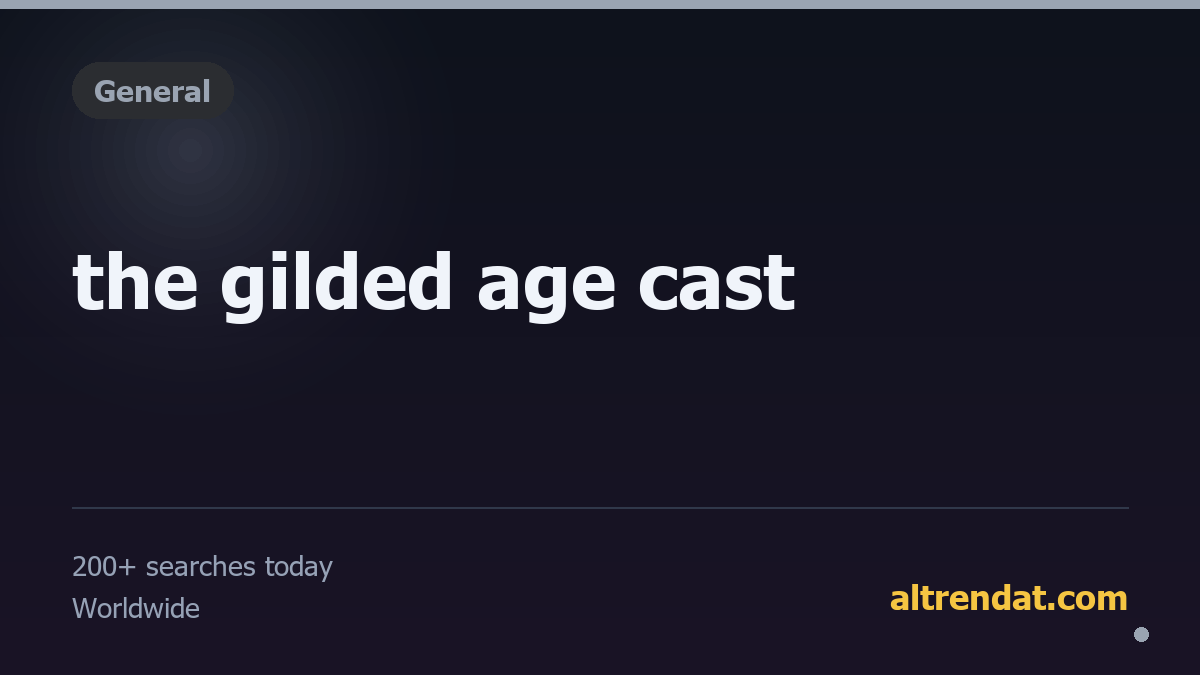 General
the gilded age cast
200+ searches today
Worldwide
altrendat.com